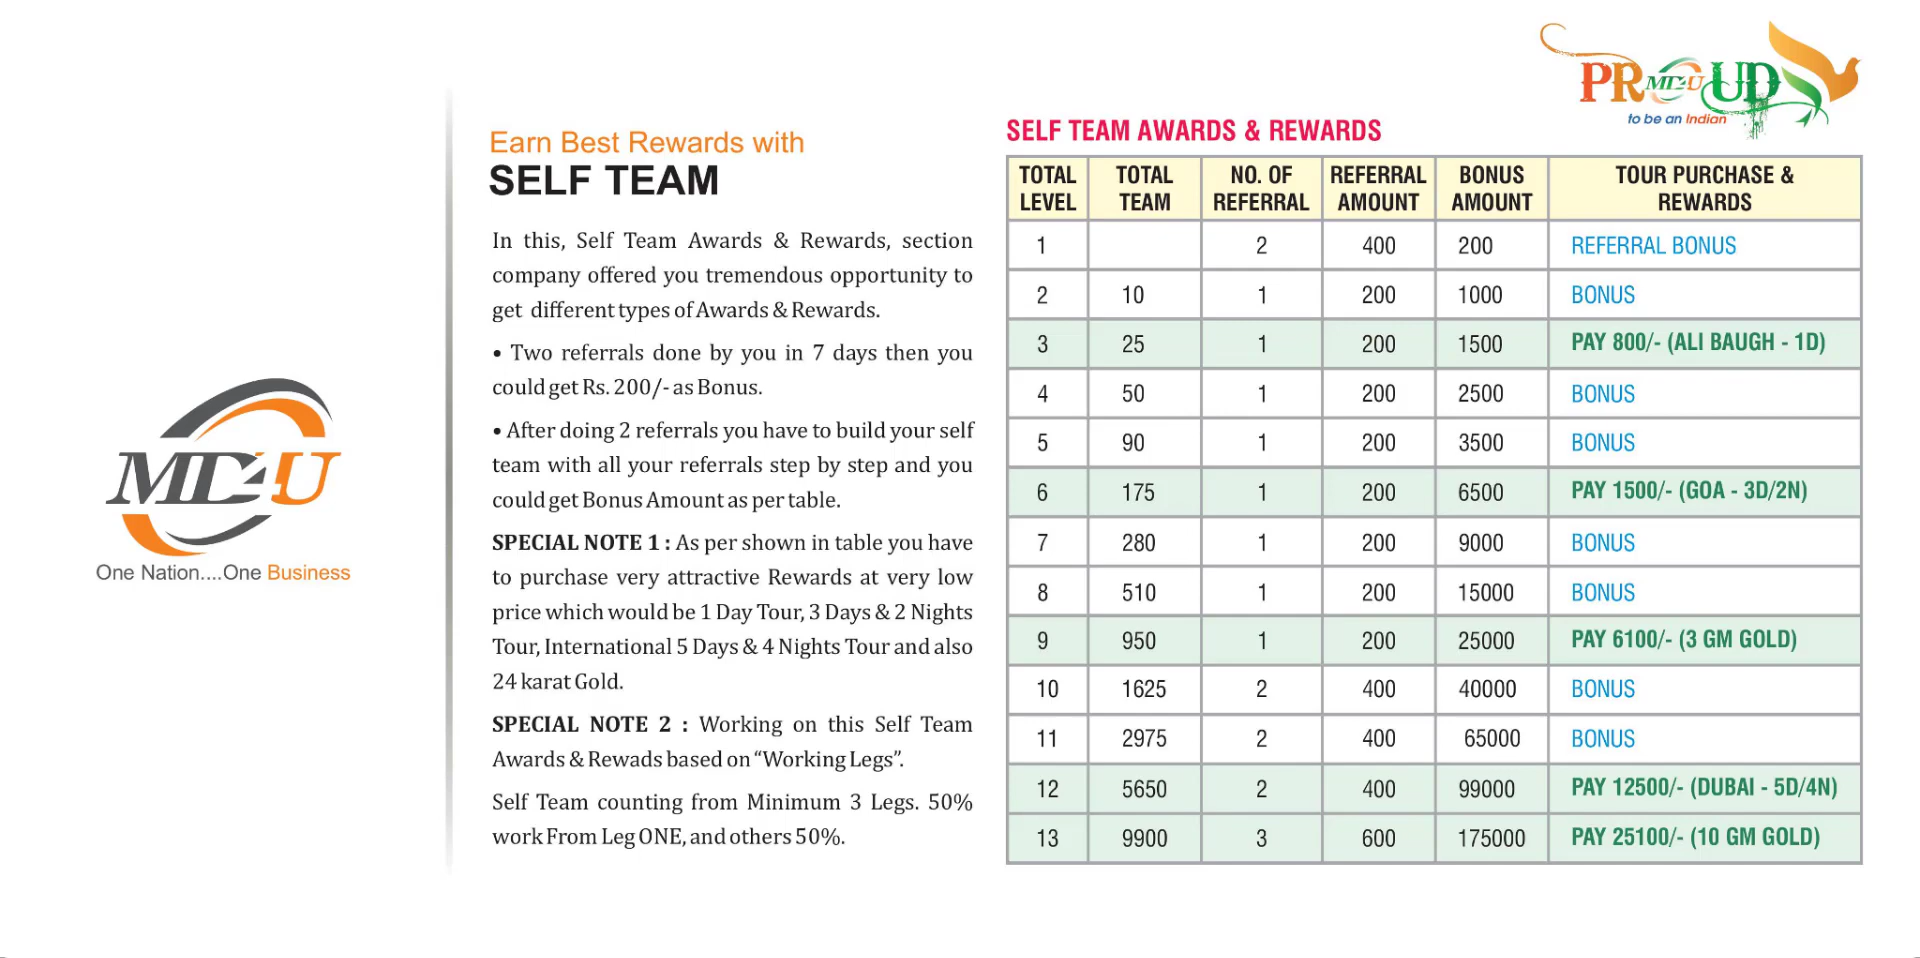 PROUD
MD4U
to be an Indian
MD4U
One Nation....One Business
Earn Best Rewards with
SELF TEAM
In this, Self Team Awards & Rewards, section
company offered you tremendous opportunity to
get different types of Awards & Rewards.
• Two referrals done by you in 7 days then you
could get Rs. 200/- as Bonus.
• After doing 2 referrals you have to build your self
team with all your referrals step by step and you
could get Bonus Amount as per table.
SPECIAL NOTE 1 : As per shown in table you have
to purchase very attractive Rewards at very low
price which would be 1 Day Tour, 3 Days & 2 Nights
Tour, International 5 Days & 4 Nights Tour and also
24 karat Gold.
SPECIAL NOTE 2 : Working on this Self Team
Awards & Rewads based on “Working Legs”.
Self Team counting from Minimum 3 Legs. 50%
work From Leg ONE, and others 50%.
SELF TEAM AWARDS & REWARDS
TOTAL LEVEL TOTAL TEAM NO. OF REFERRAL REFERRAL AMOUNT BONUS AMOUNT TOUR PURCHASE & REWARDS
1 2 400 200 REFERRAL BONUS
2 10 1 200 1000 BONUS
3 25 1 200 1500 PAY 800/- (ALI BAUGH - 1D)
4 50 1 200 2500 BONUS
5 90 1 200 3500 BONUS
6 175 1 200 6500 PAY 1500/- (GOA - 3D/2N)
7 280 1 200 9000 BONUS
8 510 1 200 15000 BONUS
9 950 1 200 25000 PAY 6100/- (3 GM GOLD)
10 1625 2 400 40000 BONUS
11 2975 2 400 65000 BONUS
12 5650 2 400 99000 PAY 12500/- (DUBAI - 5D/4N)
13 9900 3 600 175000 PAY 25100/- (10 GM GOLD)